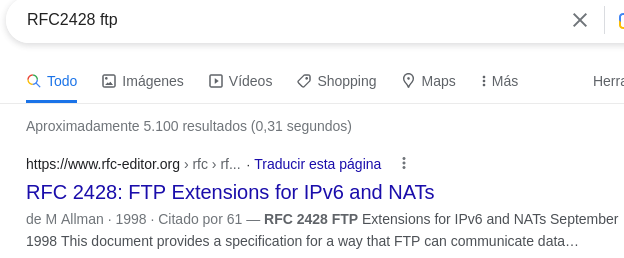 RFC2428 ftp
Todo Imágenes Vídeos Shopping Maps Más Herra
Aproximadamente 5.100 resultados (0,31 segundos)
https://www.rfc-editor.org › rfc › rf... · Traducir esta página
RFC 2428: FTP Extensions for IPv6 and NATs
de M Allman · 1998 · Citado por 61 — RFC 2428 FTP Extensions for IPv6 and NATs September
1998 This document provides a specification for a way that FTP can communicate data…